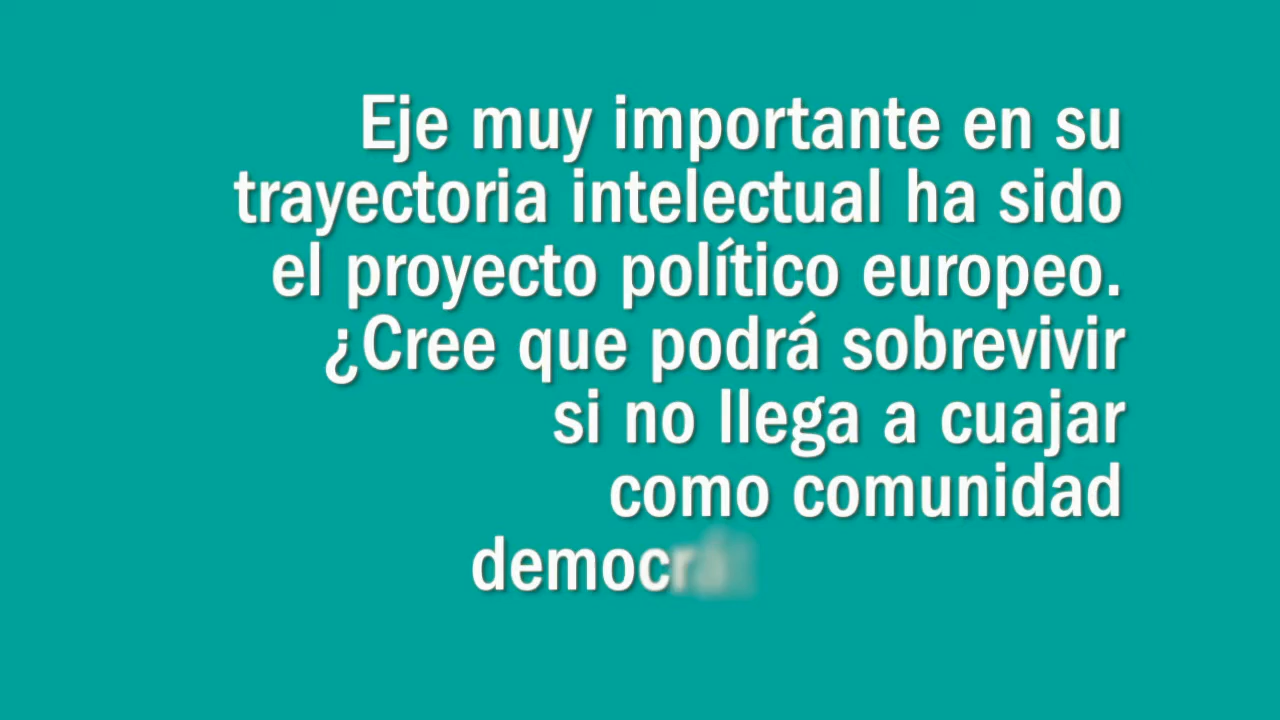 Eje muy importante en su
trayectoria intelectual ha sido
el proyecto político europeo.
¿Cree que podrá sobrevivir
si no llega a cuajar
como comunidad